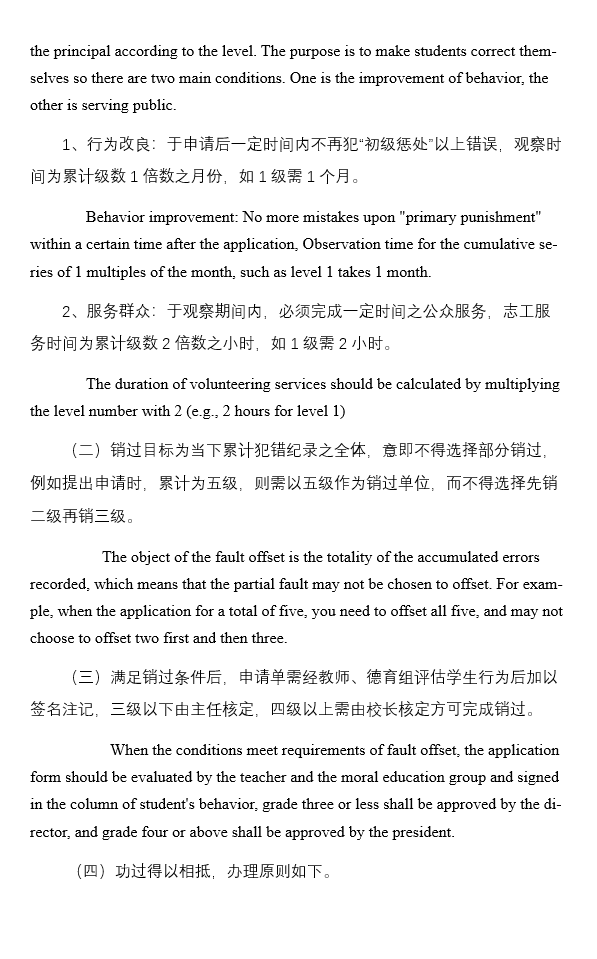 the principal according to the level. The purpose is to make students correct them-
selves so there are two main conditions. One is the improvement of behavior, the
other is serving public.
1、行为改良：于申请后一定时间内不再犯“初级惩处”以上错误，观察时
间为累计级数 1 倍数之月份，如 1 级需 1 个月。
Behavior improvement: No more mistakes upon "primary punishment"
within a certain time after the application, Observation time for the cumulative se-
ries of 1 multiples of the month, such as level 1 takes 1 month.
2、服务群众：于观察期间内，必须完成一定时间之公众服务，志工服
务时间为累计级数 2 倍数之小时，如 1 级需 2 小时。
The duration of volunteering services should be calculated by multiplying
the level number with 2 (e.g., 2 hours for level 1)
（二）销过目标为当下累计犯错纪录之全体，意即不得选择部分销过，
例如提出申请时，累计为五级，则需以五级作为销过单位，而不得选择先销
二级再销三级。
The object of the fault offset is the totality of the accumulated errors
recorded, which means that the partial fault may not be chosen to offset. For exam-
ple, when the application for a total of five, you need to offset all five, and may not
choose to offset two first and then three.
（三）满足销过条件后，申请单需经教师、德育组评估学生行为后加以
签名注记，三级以下由主任核定，四级以上需由校长核定方可完成销过。
When the conditions meet requirements of fault offset, the application
form should be evaluated by the teacher and the moral education group and signed
in the column of student's behavior, grade three or less shall be approved by the di-
rector, and grade four or above shall be approved by the president.
（四）功过得以相抵，办理原则如下。